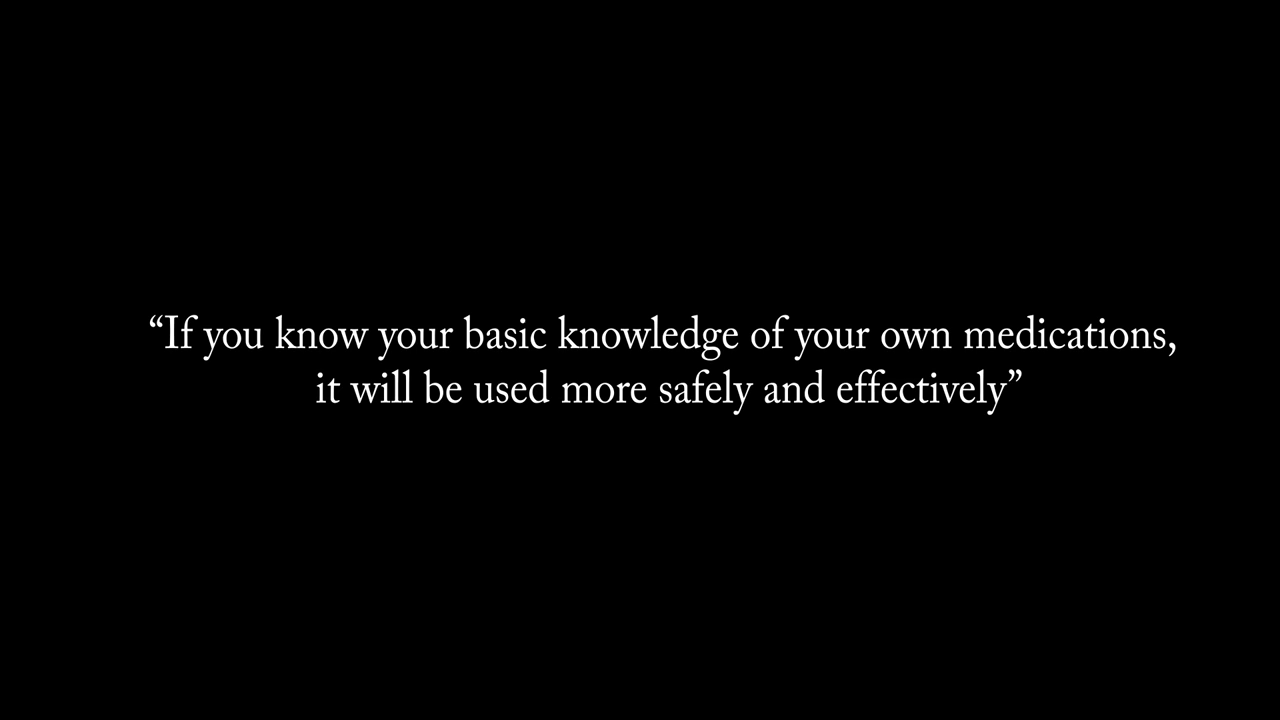 “If you know your basic knowledge of your own medications,
it will be used more safely and effectively”